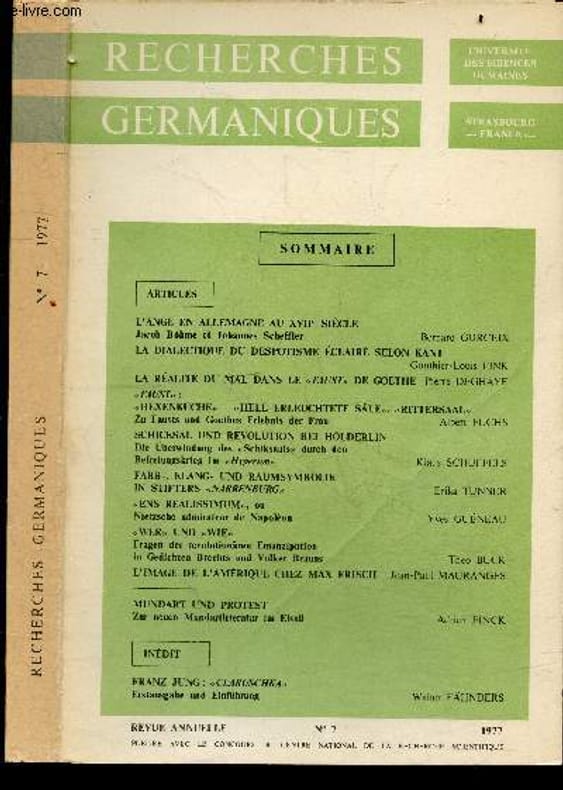 e-livre.com
RECHERCHES
GERMANIQUES
UNIVERSITÉ
DES SCIENCES
HUMAINES
STRASBOURG
— FRANCE —
RECHERCHES GERMANIQUES N° 7 - 1977
SOMMAIRE
ARTICLES
L'ANGE EN ALLEMAGNE AU XVIIe SIÈCLE
Jacob Böhme et Johannes Scheffler Bernard GORCEIX
LA DIALECTIQUE DU DESPOTISME ÉCLAIRÉ SELON KANT
Gonthier-Louis FINK
LA RÉALITÉ DU MAL DANS LE «FAUST» DE GOETHE Pierre DEGHAYE
«FAUST» :
«HEXENKÜCHE» «HELL ERLEUCHTETE SÄLE», «RITTERSAAL»
Zu Fausts und Goethes Erlebnis der Frau Albert FUCHS
SCHICKSAL UND REVOLUTION BEI HÖLDERLIN
Die Überwindung des «Schicksals» durch den
Befreiungskrieg im «Hyperion» Klaus SCHUFFELS
FARB-, KLANG- UND RAUMSYMBOLIK
IN STIFTERS «NARRENBURG» Erika TUNNER
«ENS REALISSIMUM», ou
Nietzsche admirateur de Napoléon Yves GUÉNEAU
«WER» UND «WIE»
Fragen der revolutionären Emanzipation
in Gedichten Brechts und Volker Brauns Theo BUCK
L'IMAGE DE L'AMÉRIQUE CHEZ MAX FRISCH Jean-Paul MAURANGES
MUNDART UND PROTEST
Zur neuen Mundartliteratur im Elsaß Adrien FINCK
INÉDIT
FRANZ JUNG : «CLAROSCHKA»
Erstausgabe und Einführung Walter FÄHNDERS
REVUE ANNUELLE N° 7 1977
PUBLIÉE AVEC LE CONCOURS DU CENTRE NATIONAL DE LA RECHERCHE SCIENTIFIQUE